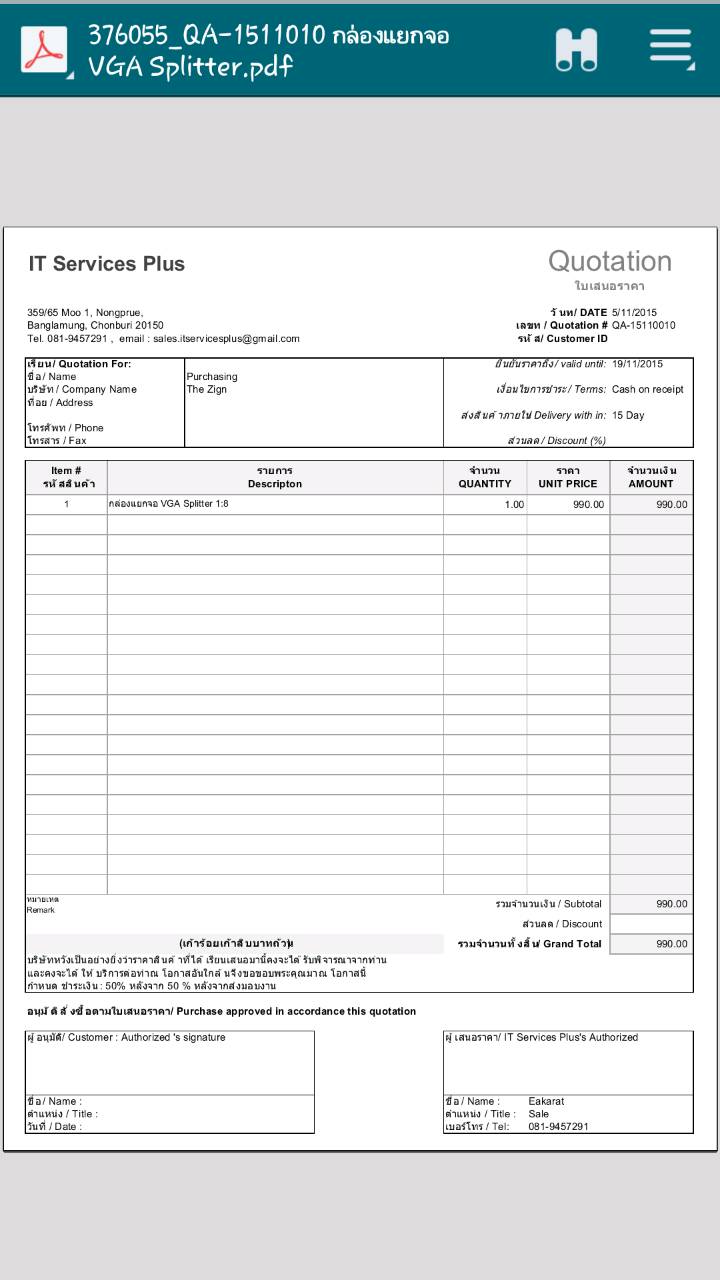 376055_QA-1511010 กล่องแยกจอ
VGA Splitter.pdf
IT Services Plus
Quotation
ใบเสนอราคา
359/65 Moo 1, Nongprue,
Banglamung, Chonburi 20150
Tel. 081-9457291 , email : sales.itservicesplus@gmail.com
วันท/ DATE 5/11/2015
เลขท / Quotation # QA-15110010
รหัส/ Customer ID
เรียน/ Quotation For:
ชื่อ / Name Purchasing
บริษัท / Company Name The Zign
ที่อย / Address
โทรศัพท / Phone
โทรสาร / Fax
ยืนยันราคาถึง / valid until: 19/11/2015
เงื่อนไขการชำระ / Terms: Cash on receipt
ส่งสินค้าภายใน/ Delivery with in: 15 Day
ส่วนลด / Discount (%)
Item # รายการ จำนวน ราคา จำนวนเงิน
รหัสสินค้า Descripton QUANTITY UNIT PRICE AMOUNT
1 กล่องแยกจอ VGA Splitter 1:8 1.00 990.00 990.00
หมายเหต
Remark
รวมจำนวนเงิน / Subtotal 990.00
ส่วนลด / Discount
(เก้าร้อยเก้าสิบบาทถ้วน)
รวมจำนวนทั้งสิ้น/ Grand Total 990.00
บริษัทหวังเป็นอย่างยิ่งว่าราคาสินค้าที่ได้ เรียนเสนอมานี้คงจะได้ รับพิจารณาจากท่าน
และคงจะได้ ให้ บริการต่อท่าณ โอกาสอันใกล้ นจึงขอขอบพระคุณมาณ โอกาสนี้
กำหนด ชำระเงิน : 50% หลังจาก 50 % หลังจากส่งมอบงาน
อนุมัติสั่งซื้อตามใบเสนอราคา/ Purchase approved in accordance this quotation
ผู้อนุมัติ/ Customer : Authorized 's signature
ชื่อ / Name :
ตำแหน่ง / Title :
วันที่ / Date :
ผู้เสนอราคา/ IT Services Plus's Authorized
ชื่อ / Name : Eakarat
ตำแหน่ง / Title : Sale
เบอร์โทร / Tel: 081-9457291